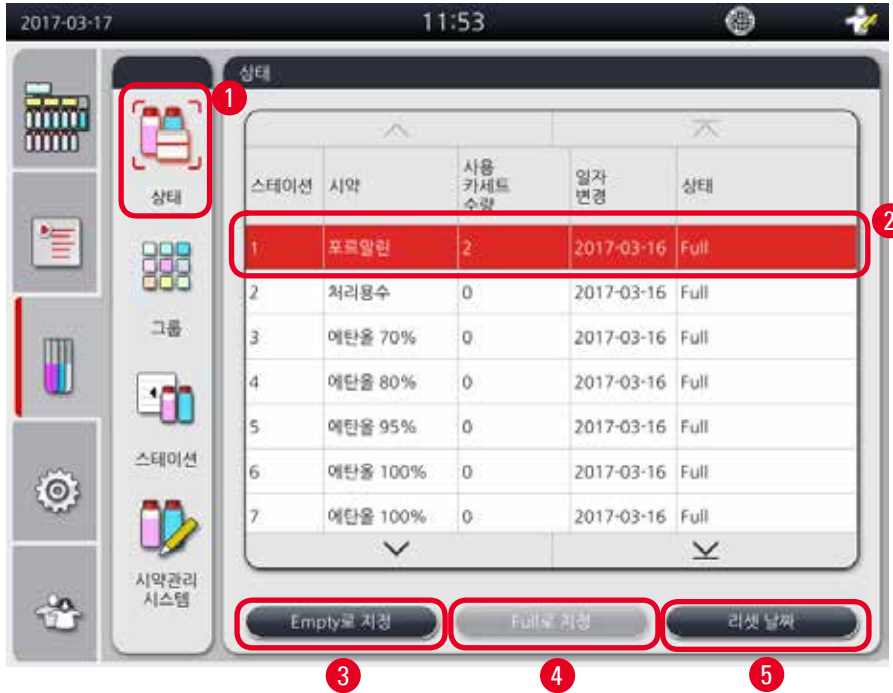 2017-03-17 11:53
상태
1
상태
그룹
스테이션
시약관리
시스템
스테이션 시약 사용 카세트 수량 일자 변경 상태
2
1 포르말린 2 2017-03-16 Full
2 처리용수 0 2017-03-16 Full
3 에탄올 70% 0 2017-03-16 Full
4 에탄올 80% 0 2017-03-16 Full
5 에탄올 95% 0 2017-03-16 Full
6 에탄올 100% 0 2017-03-16 Full
7 에탄올 100% 0 2017-03-16 Full
Empty로 지정 Full로 지정 리셋 날짜
3 4 5